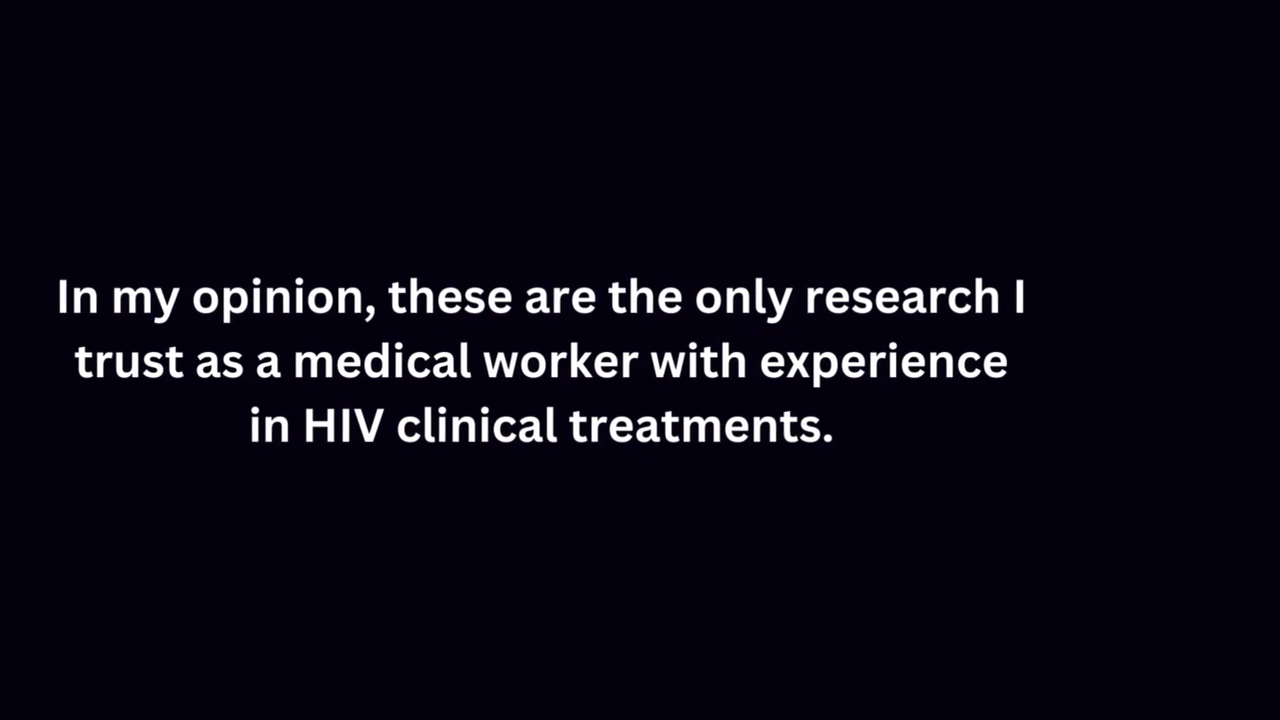 In my opinion, these are the only research I
trust as a medical worker with experience
in HIV clinical treatments.